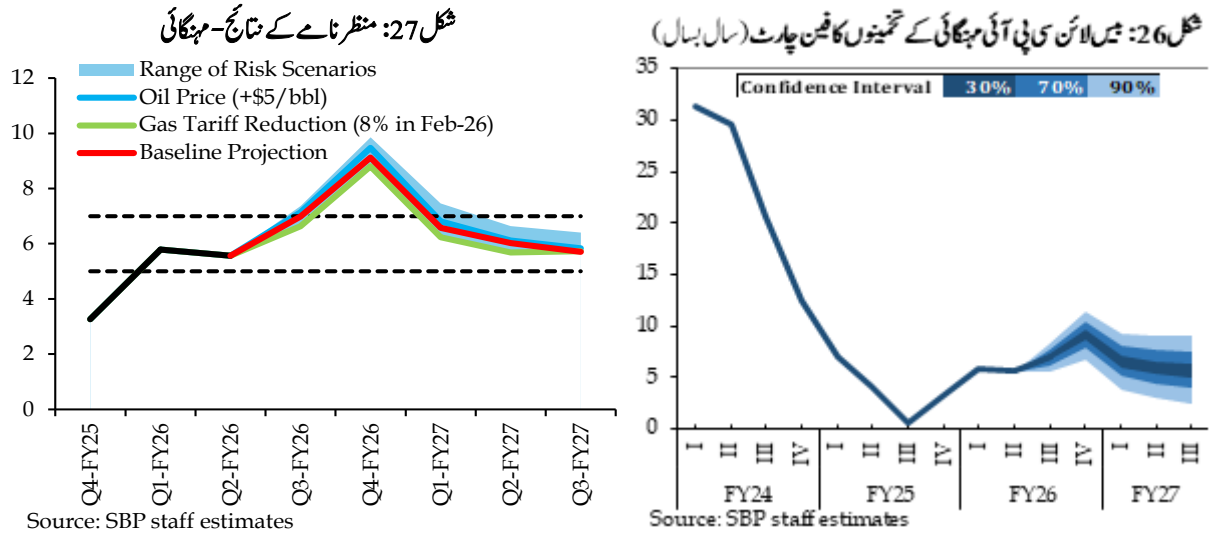 شکل 27: منظرنامے کے نتائج-مہنگائی
Range of Risk Scenarios
Oil Price (+$5/bbl)
Gas Tariff Reduction (8% in Feb-26)
Baseline Projection
12
10
8
6
4
2
0
Q4-FY25
Q1-FY26
Q2-FY26
Q3-FY26
Q4-FY26
Q1-FY27
Q2-FY27
Q3-FY27
Source: SBP staff estimates
شکل 26: بیس لائن سی پی آئی مہنگائی کے تخمینوں کا فین چارٹ (سال بسال)
Confidence Interval 30% 70% 90%
35
30
25
20
15
10
5
0
I II III IV I II III IV I II III IV I II III
FY24 FY25 FY26 FY27
Source: SBP staff estimates